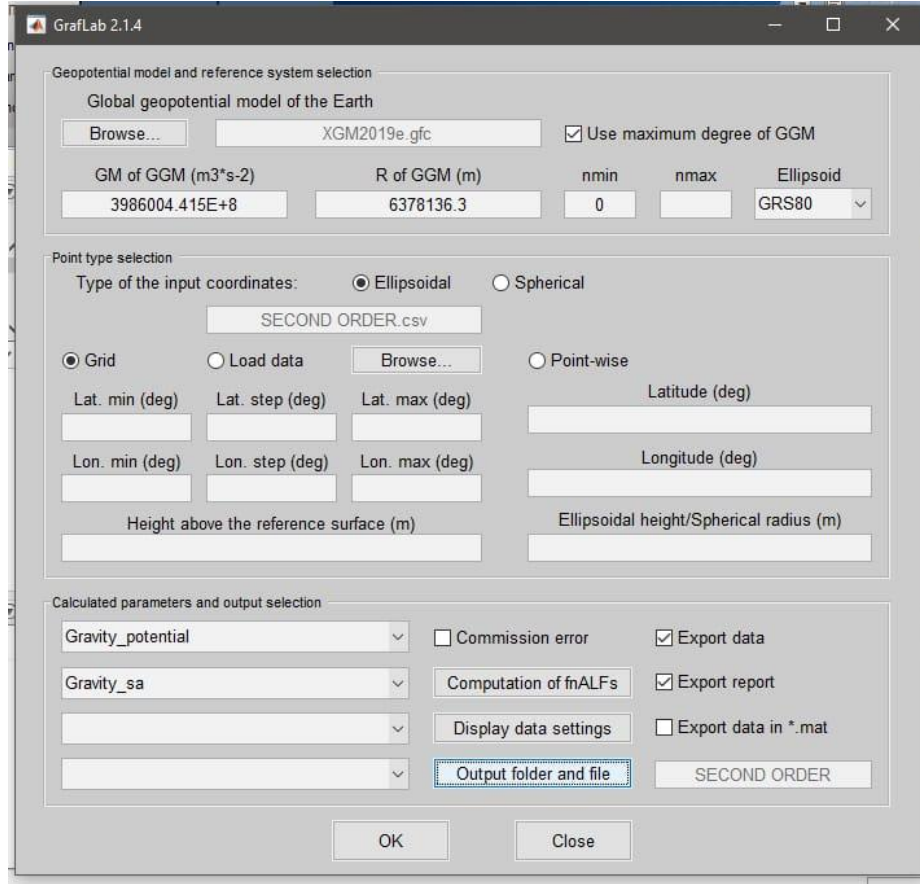 GrafLab 2.1.4
Geopotential model and reference system selection
Global geopotential model of the Earth
Browse... XGM2019e.gfc Use maximum degree of GGM
GM of GGM (m3*s-2) R of GGM (m) nmin nmax Ellipsoid
3986004.415E+8 6378136.3 0 GRS80
Point type selection
Type of the input coordinates: Ellipsoidal Spherical
SECOND ORDER.csv
Grid Load data Browse... Point-wise
Lat. min (deg) Lat. step (deg) Lat. max (deg) Latitude (deg)
Lon. min (deg) Lon. step (deg) Lon. max (deg) Longitude (deg)
Height above the reference surface (m) Ellipsoidal height/Spherical radius (m)
Calculated parameters and output selection
Gravity_potential Commission error Export data
Gravity_sa Computation of fnALFs Export report
Display data settings Export data in *.mat
Output folder and file SECOND ORDER
OK Close